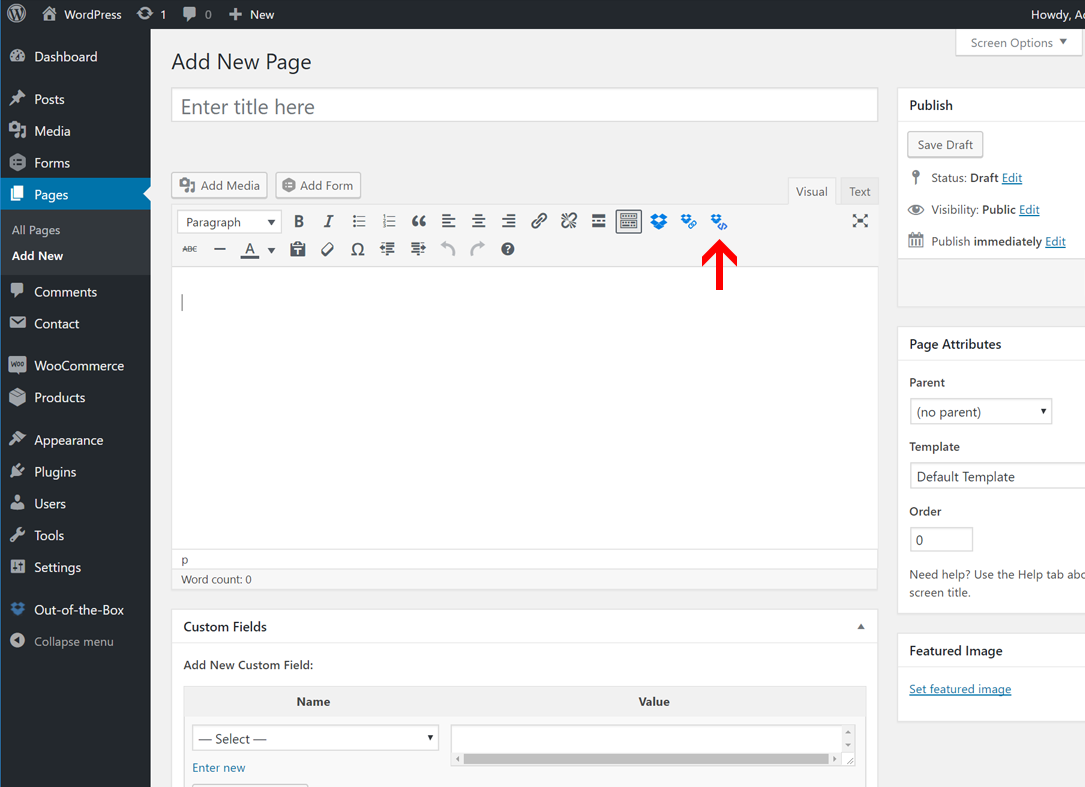 WordPress 1 0 New Howdy, Ad
Screen Options
Dashboard
Posts
Media
Forms
Pages
All Pages
Add New
Comments
Contact
WooCommerce
Products
Appearance
Plugins
Users
Tools
Settings
Out-of-the-Box
Collapse menu
Add New Page
Enter title here
Add Media Add Form
Visual Text
Paragraph B I
ABC A
p
Word count: 0
Custom Fields
Add New Custom Field:
Name Value
— Select —
Enter new
Publish
Save Draft
Status: Draft Edit
Visibility: Public Edit
Publish immediately Edit
Page Attributes
Parent
(no parent)
Template
Default Template
Order
0
Need help? Use the Help tab abo
screen title.
Featured Image
Set featured image